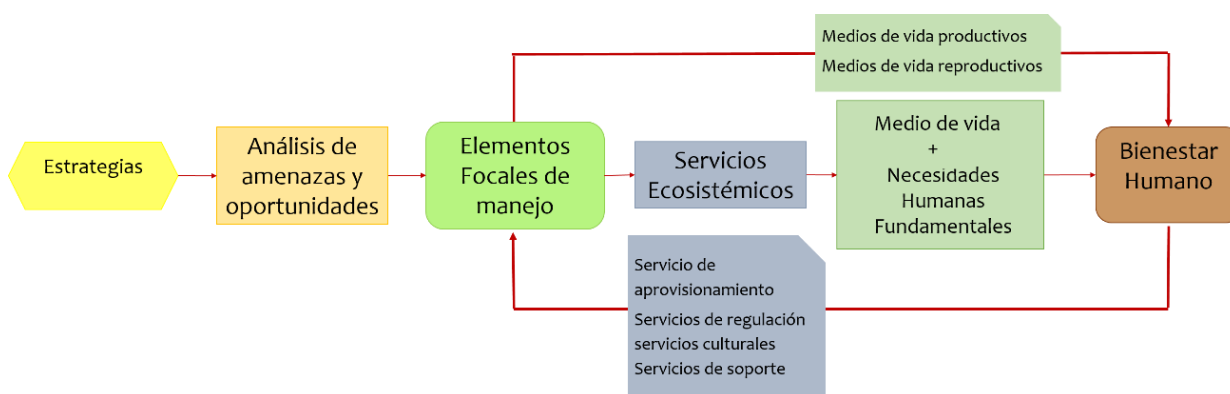 Medios de vida productivos
Medios de vida reproductivos
Estrategias
Análisis de
amenazas y
oportunidades
Elementos
Focales de
manejo
Servicios
Ecosistémicos
Medio de vida
+
Necesidades
Humanas
Fundamentales
Bienestar
Humano
Servicio de
aprovisionamiento
Servicios de regulación
servicios culturales
Servicios de soporte